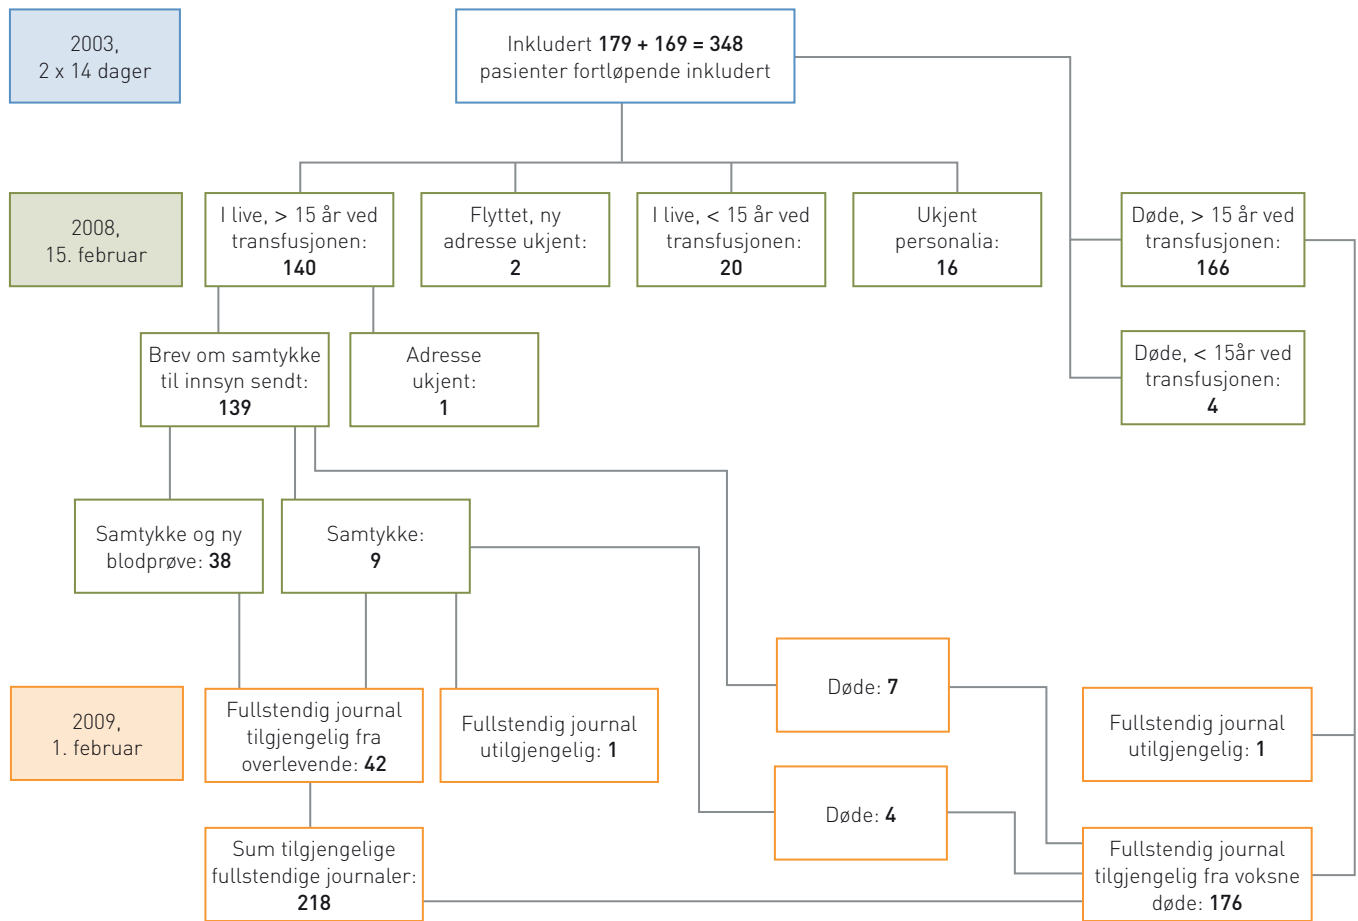 2003,
2 x 14 dager
Inkludert 179 + 169 = 348
pasienter fortløpende inkludert
2008,
15. februar
I live, > 15 år ved
transfusjonen:
140
Flyttet, ny
adresse ukjent:
2
I live, < 15 år ved
transfusjonen:
20
Ukjent
personalia:
16
Døde, > 15 år ved
transfusjonen:
166
Brev om samtykke
til innsyn sendt:
139
Adresse
ukjent:
1
Døde, < 15år ved
transfusjonen:
4
Samtykke og ny
blodprøve: 38
Samtykke:
9
2009,
1. februar
Fullstendig journal
tilgjengelig fra
overlevende: 42
Fullstendig journal
utilgjengelig: 1
Døde: 7
Fullstendig journal
utilgjengelig: 1
Døde: 4
Sum tilgjengelige
fullstendige journaler:
218
Fullstendig journal
tilgjengelig fra voksne
døde: 176